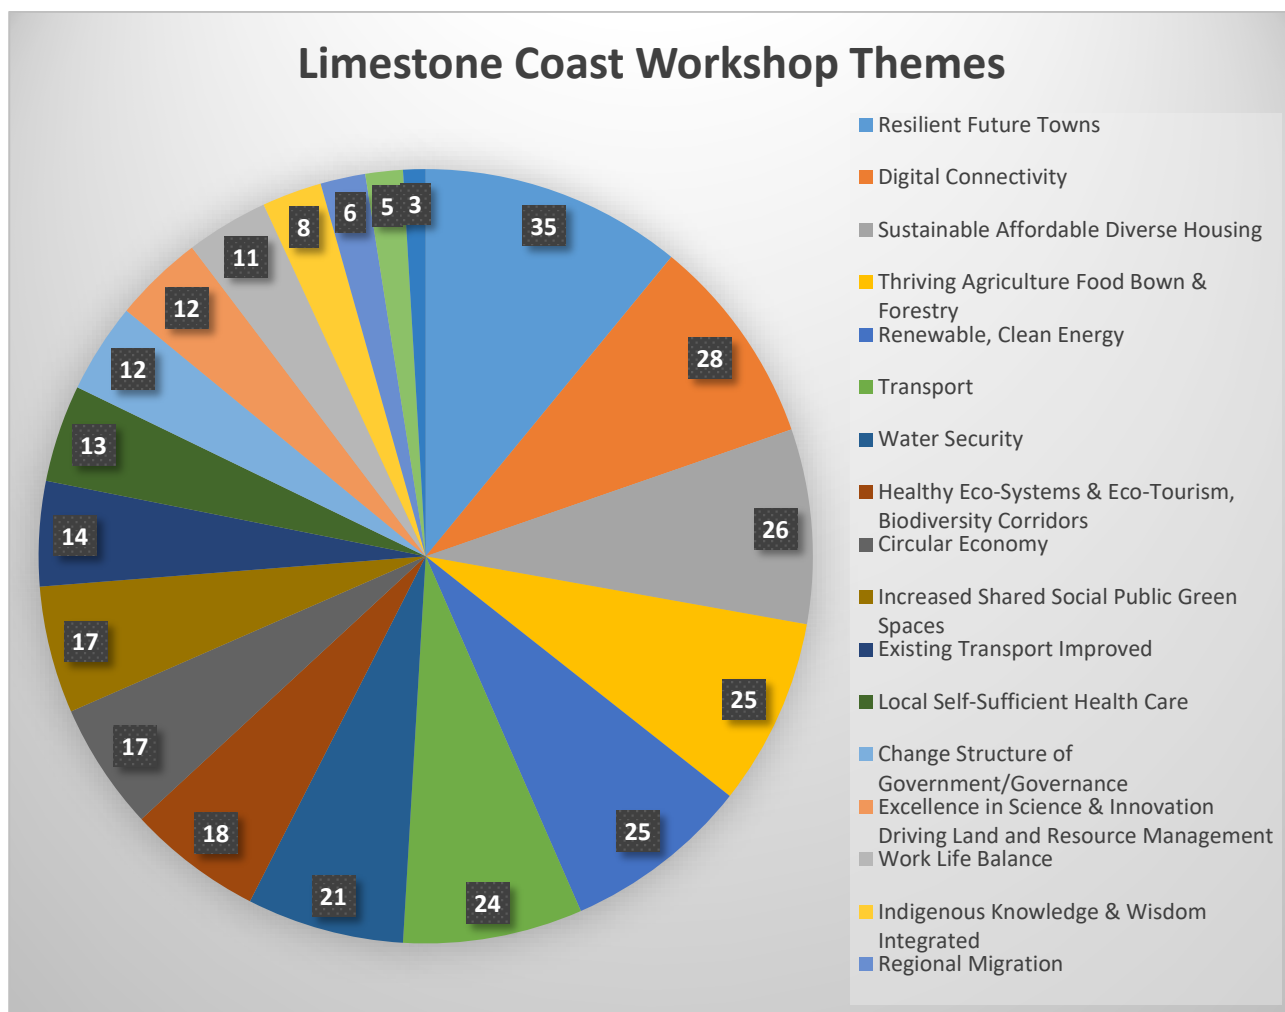 Limestone Coast Workshop Themes
35
28
26
25
25
24
21
18
17
17
14
13
12
12
11
8
6
5
3
Resilient Future Towns
Digital Connectivity
Sustainable Affordable Diverse Housing
Thriving Agriculture Food Bown &
Forestry
Renewable, Clean Energy
Transport
Water Security
Healthy Eco-Systems & Eco-Tourism,
Biodiversity Corridors
Circular Economy
Increased Shared Social Public Green
Spaces
Existing Transport Improved
Local Self-Sufficient Health Care
Change Structure of
Government/Governance
Excellence in Science & Innovation
Driving Land and Resource Management
Work Life Balance
Indigenous Knowledge & Wisdom
Integrated
Regional Migration